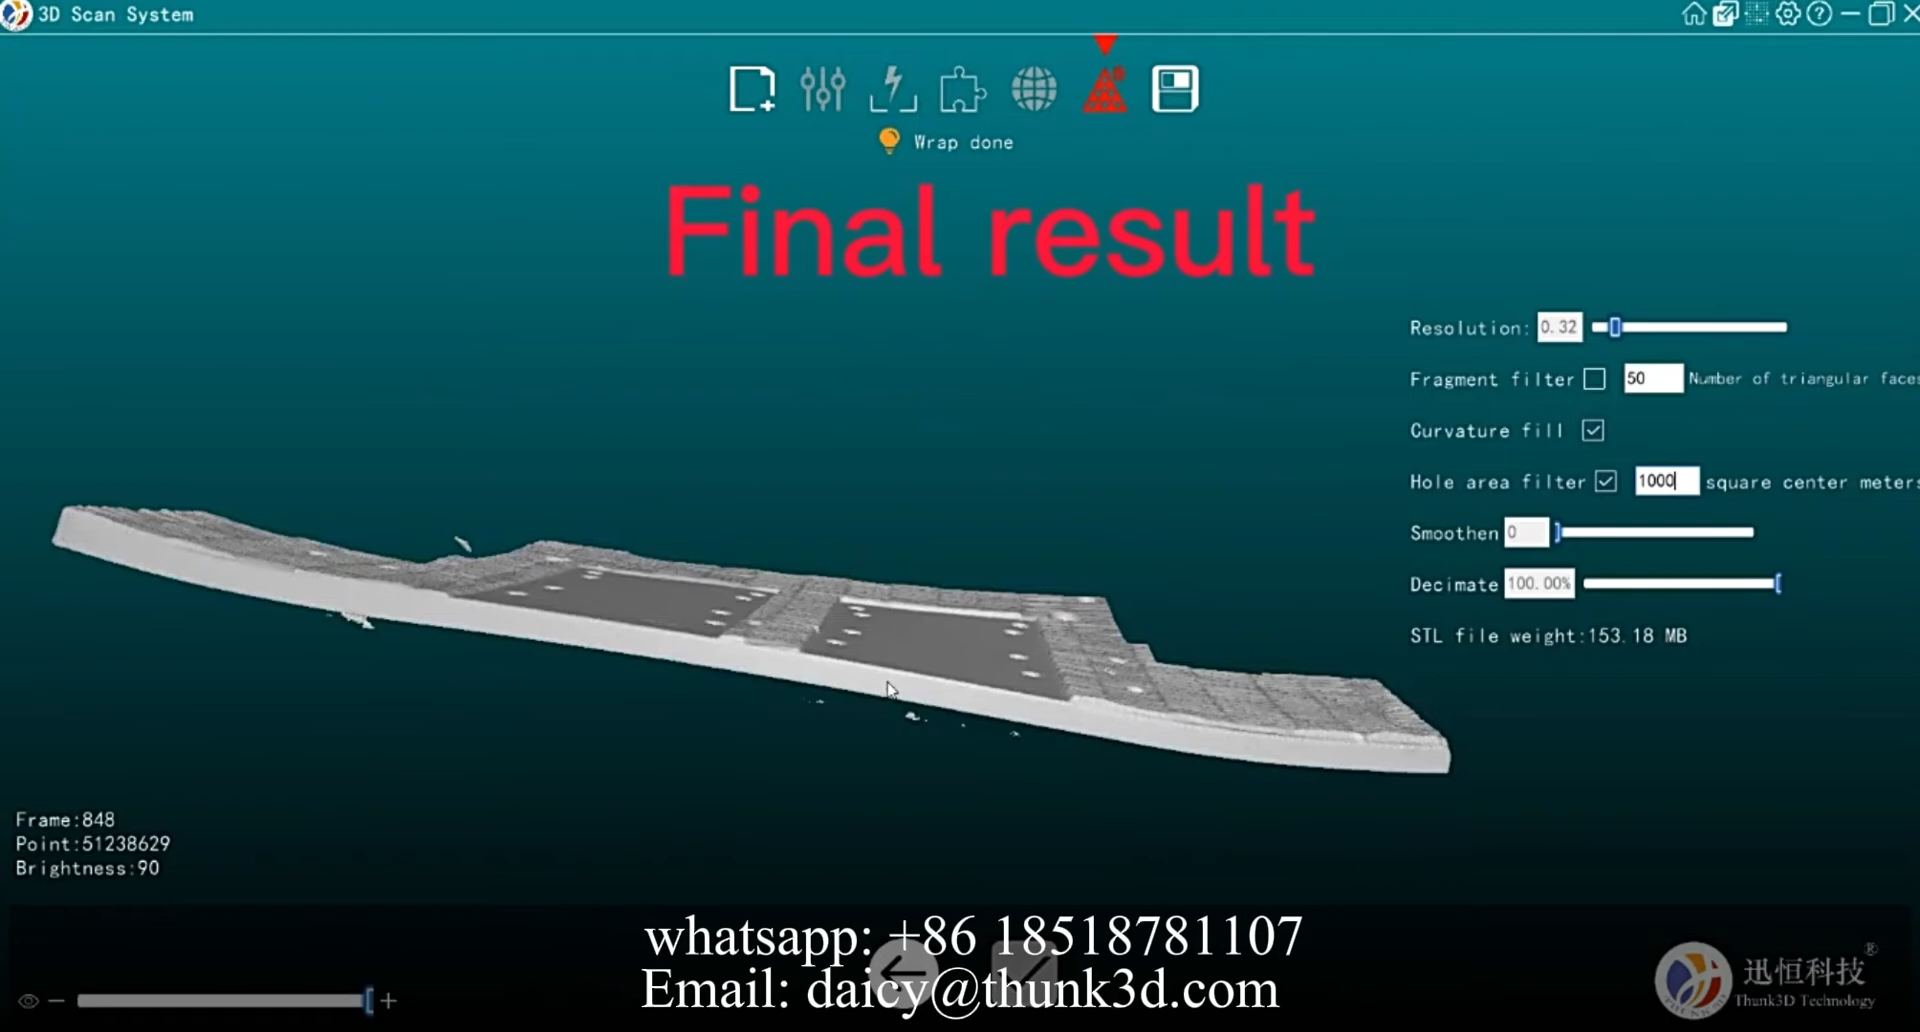 3D Scan System
Wrap done
Final result
Resolution: 0.32
Fragment filter 50 Number of triangular faces
Curvature fill
Hole area filter 1000 square center meters
Smoothen 0
Decimate 100.00%
STL file weight:153.18 MB
Frame:848
Point:51238629
Brightness:90
whatsapp: +86 18518781107
Email: daicy@thunk3d.com
迅恒科技®
Thunk3D Technology